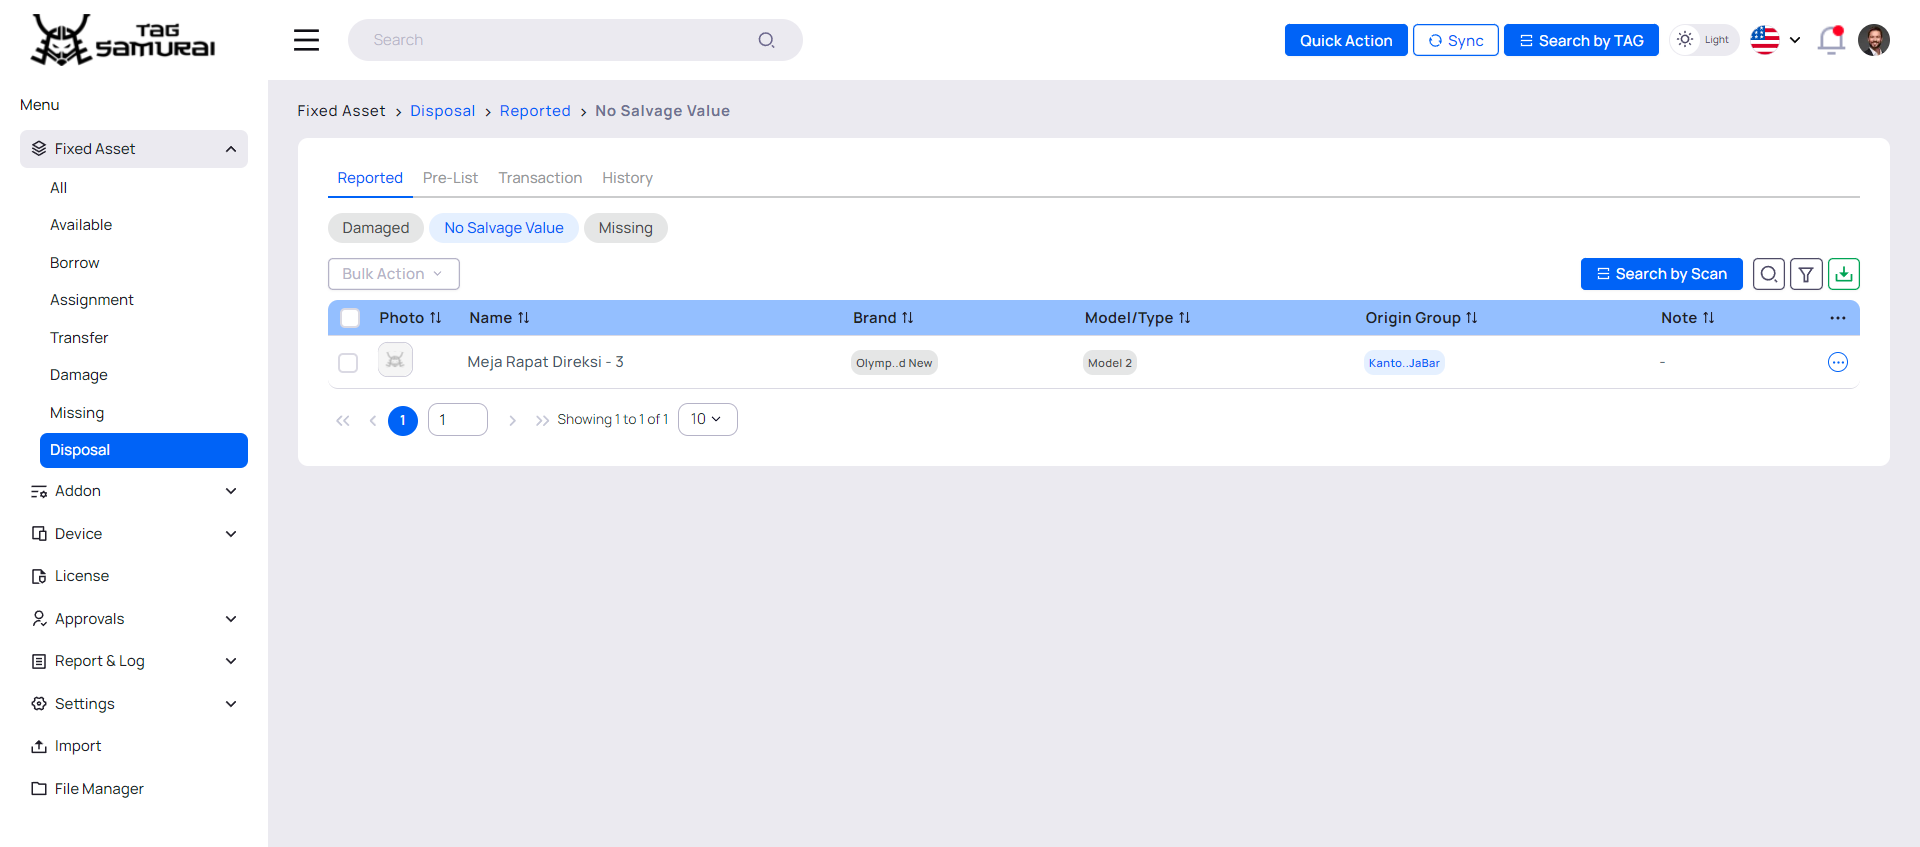 TAG
SAMURAI
Search
Quick Action
Sync
Search by TAG
Light
Menu
Fixed Asset
All
Available
Borrow
Assignment
Transfer
Damage
Missing
Disposal
Addon
Device
License
Approvals
Report & Log
Settings
Import
File Manager
Fixed Asset > Disposal > Reported > No Salvage Value
Reported Pre-List Transaction History
Damaged No Salvage Value Missing
Bulk Action
Search by Scan
Photo Name Brand Model/Type Origin Group Note
Meja Rapat Direksi - 3 Olymp..d New Model 2 Kanto..JaBar -
1 1 Showing 1 to 1 of 1 10